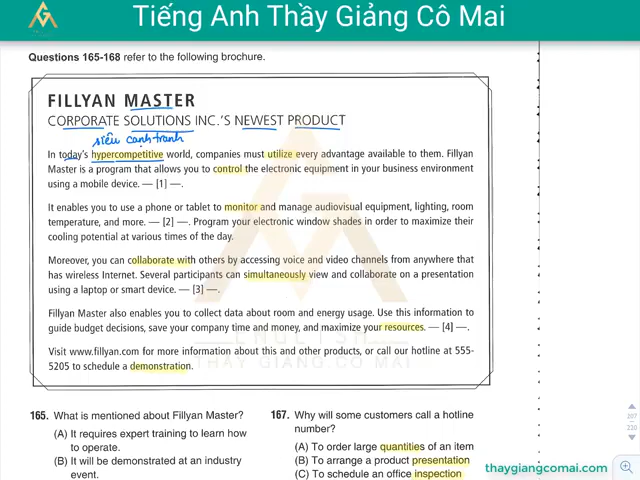 AG
Tiếng Anh Thầy Giảng Cô Mai
Questions 165-168 refer to the following brochure.
FILLYAN MASTER
CORPORATE SOLUTIONS INC.'S NEWEST PRODUCT
siêu cạnh tranh
In today's hypercompetitive world, companies must utilize every advantage available to them. Fillyan
Master is a program that allows you to control the electronic equipment in your business environment
using a mobile device. — [1] —.
It enables you to use a phone or tablet to monitor and manage audiovisual equipment, lighting, room
temperature, and more. — [2] —. Program your electronic window shades in order to maximize their
cooling potential at various times of the day.
Moreover, you can collaborate with others by accessing voice and video channels from anywhere that
has wireless Internet. Several participants can simultaneously view and collaborate on a presentation
using a laptop or smart device. — [3] —.
Fillyan Master also enables you to collect data about room and energy usage. Use this information to
guide budget decisions, save your company time and money, and maximize your resources. — [4] —.
ENGLISH
Visit www.fillyan.com for more information about this and other products, or call our hotline at 555-
THAY GIANG.CO MAI
5205 to schedule a demonstration.
165. What is mentioned about Fillyan Master?
(A) It requires expert training to learn how
to operate.
(B) It will be demonstrated at an industry
event.
167. Why will some customers call a hotline
number?
(A) To order large quantities of an item
(B) To arrange a product presentation
(C) To schedule an office inspection
207
220
thaygiangcomai.com